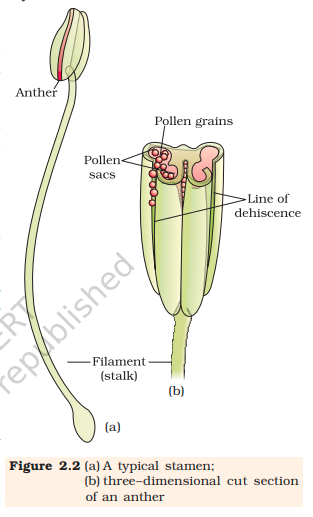 Anther
Pollen grains
Pollen
sacs
Line of
dehiscence
Filament
(stalk)
(b)
(a)
republished
Figure 2.2 (a) A typical stamen;
(b) three–dimensional cut section
of an anther